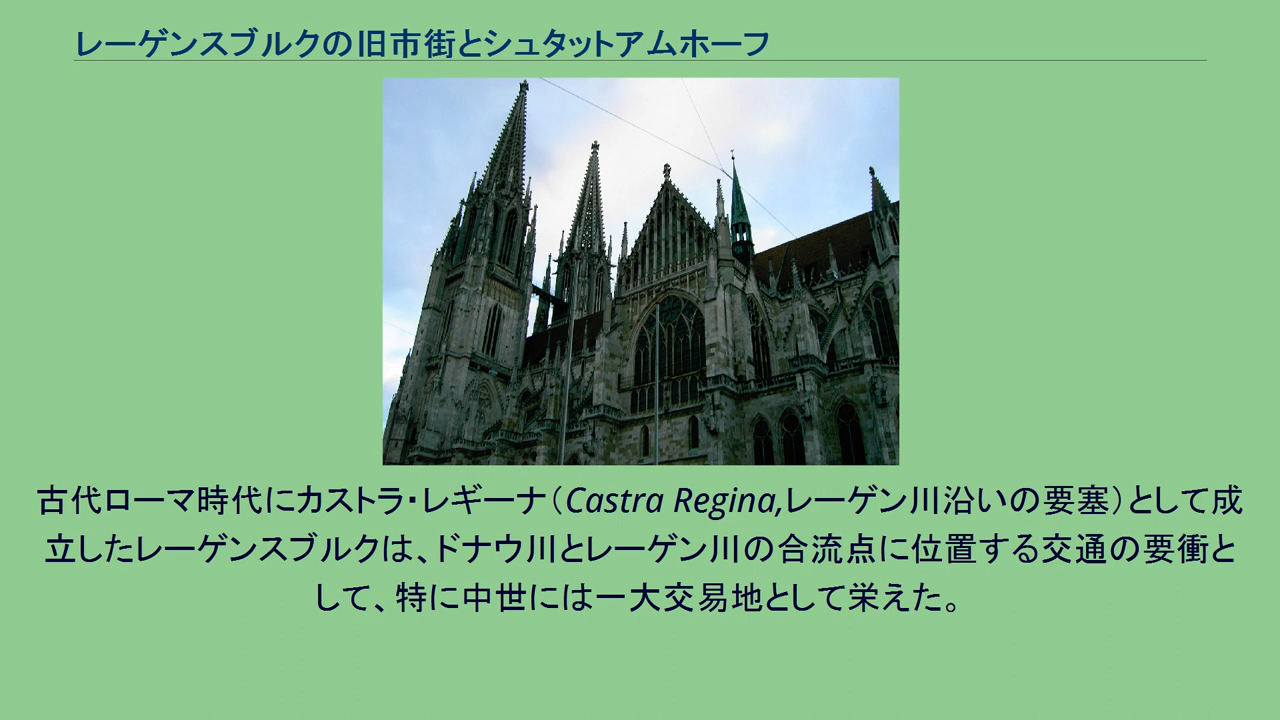 レーゲンスブルクの旧市街とシュタットアムホーフ
古代ローマ時代にカストラ・レギーナ（Castra Regina,レーゲン川沿いの要塞）として成
立したレーゲンスブルクは、ドナウ川とレーゲン川の合流点に位置する交通の要衝と
して、特に中世には一大交易地として栄えた。